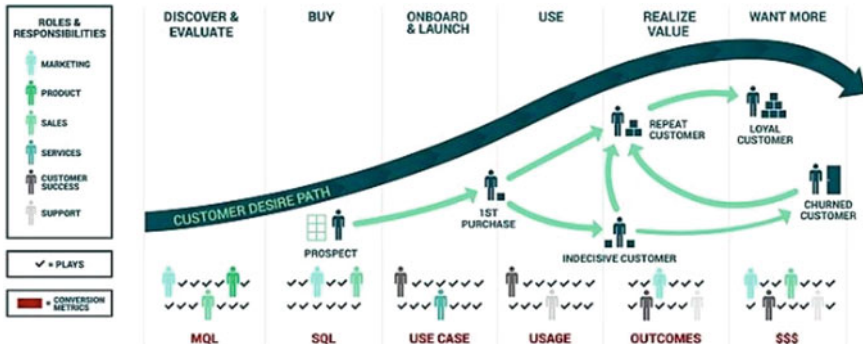 ROLES &
RESPONSIBILITIES
MARKETING
PRODUCT
SALES
SERVICES
CUSTOMER
SUCCESS
SUPPORT
✓ = PLAYS
= CONVERSION
METRICS
DISCOVER &
EVALUATE
BUY
ONBOARD
& LAUNCH
USE
REALIZE
VALUE
WANT MORE
CUSTOMER DESIRE PATH
PROSPECT
1ST
PURCHASE
INDECISIVE CUSTOMER
REPEAT
CUSTOMER
LOYAL
CUSTOMER
CHURNED
CUSTOMER
MQL
SQL
USE CASE
USAGE
OUTCOMES
$$$